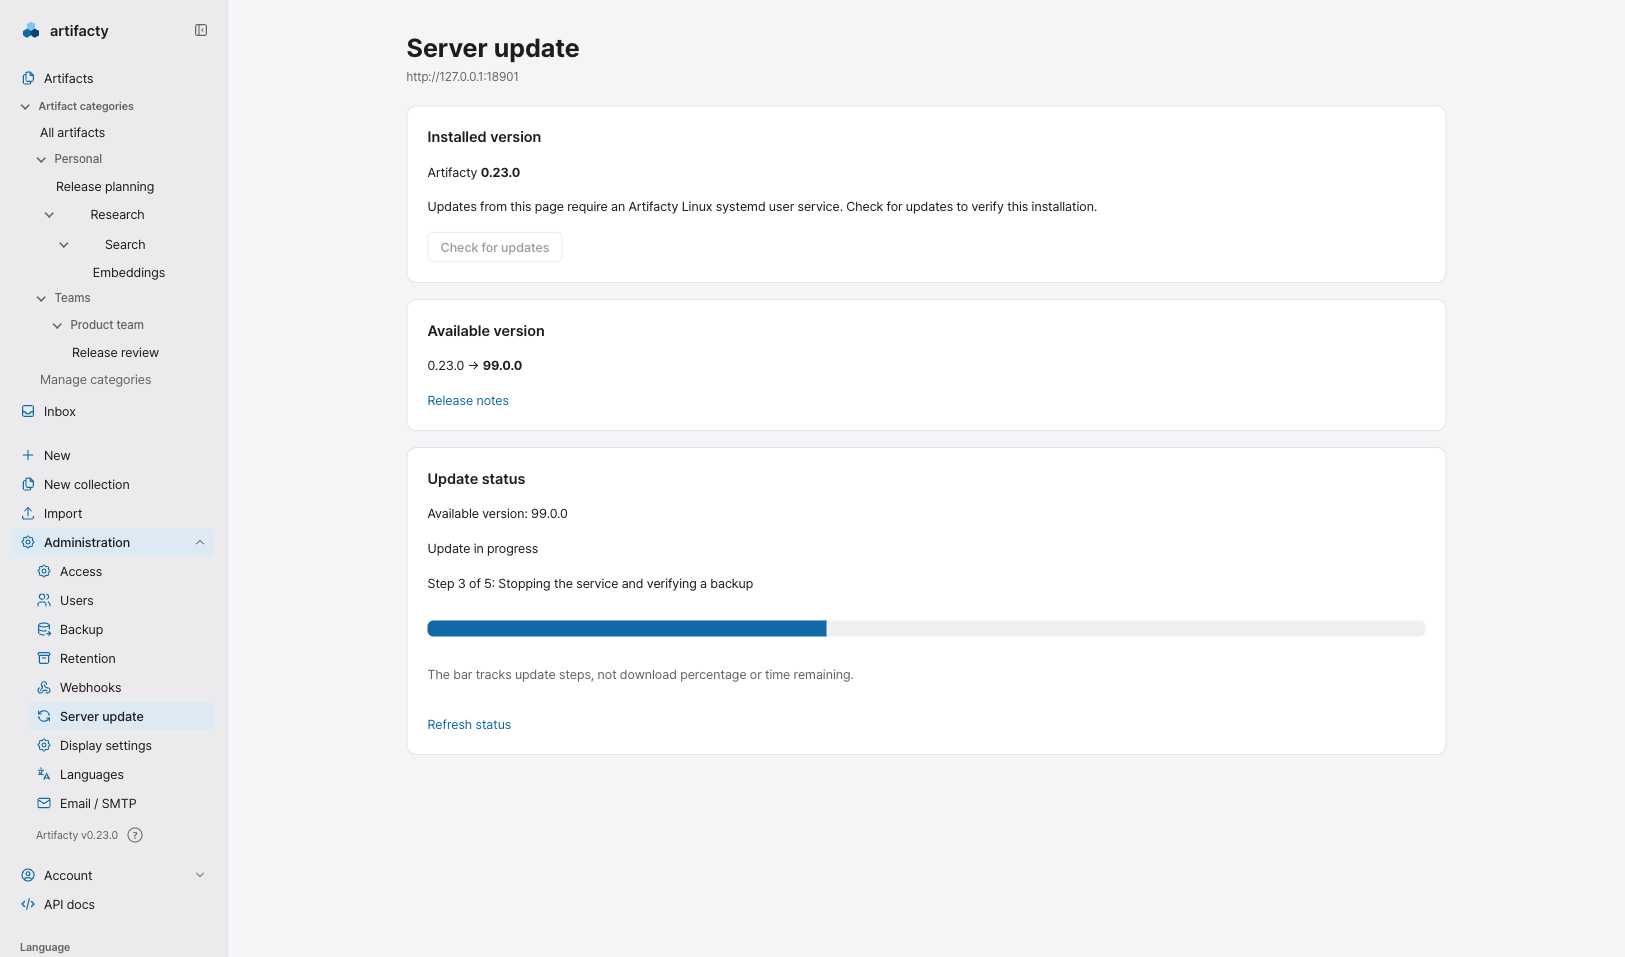 artifacty
Artifacts
Artifact categories
All artifacts
Personal
Release planning
Research
Search
Embeddings
Teams
Product team
Release review
Manage categories
Inbox
New
New collection
Import
Administration
Access
Users
Backup
Retention
Webhooks
Server update
Display settings
Languages
Email / SMTP
Artifacty v0.23.0 ?
Account
API docs
Language
Server update
http://127.0.0.1:18901
Installed version
Artifacty 0.23.0
Updates from this page require an Artifacty Linux systemd user service. Check for updates to verify this installation.
Check for updates
Available version
0.23.0 → 99.0.0
Release notes
Update status
Available version: 99.0.0
Update in progress
Step 3 of 5: Stopping the service and verifying a backup
The bar tracks update steps, not download percentage or time remaining.
Refresh status